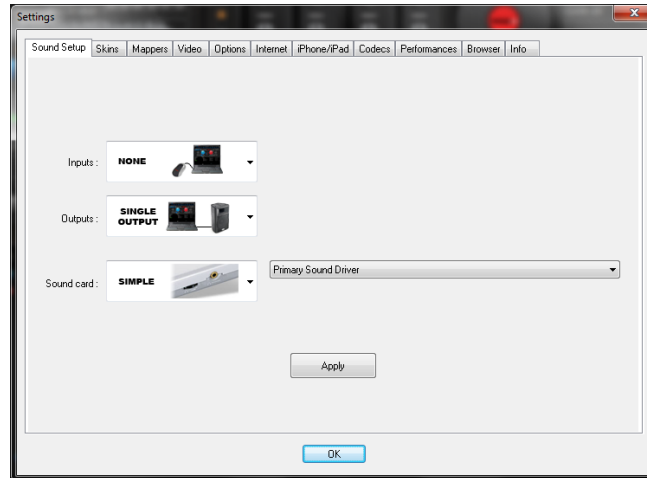 Settings
Sound Setup Skins Mappers Video Options Internet iPhone/iPad Codecs Performances Browser Info
Inputs : NONE
Outputs : SINGLE OUTPUT
Sound card : SIMPLE Primary Sound Driver
Apply
OK